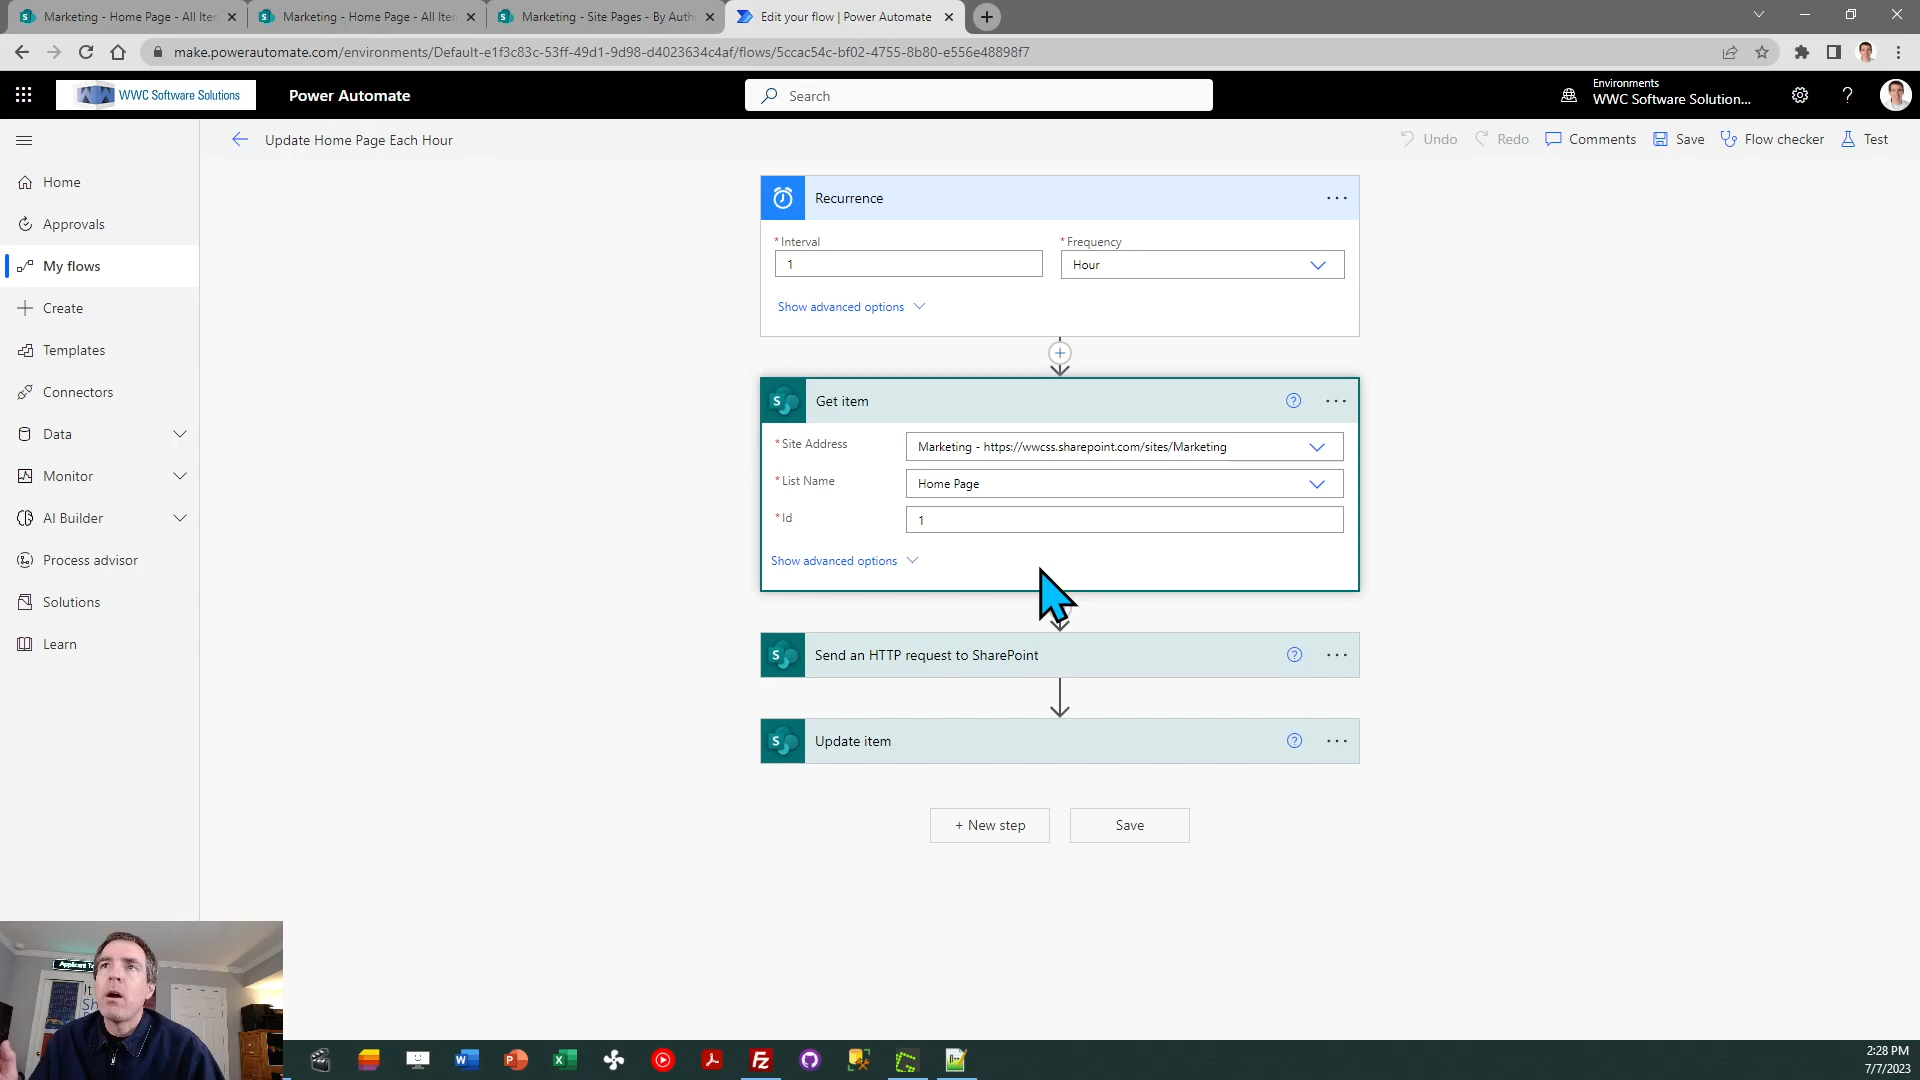 Marketing - Home Page - All Iten
Marketing - Home Page - All Iten
Marketing - Site Pages - By Auth
Edit your flow | Power Automate
make.powerautomate.com/environments/Default-e1f3c83c-53ff-49d1-9d98-d4023634c4af/flows/5ccac54c-bf02-4755-8b80-e556e48898f7
WWC Software Solutions
Power Automate
Search
Environments
WWC Software Solution...
Update Home Page Each Hour
Undo
Redo
Comments
Save
Flow checker
Test
Home
Approvals
My flows
Create
Templates
Connectors
Data
Monitor
AI Builder
Process advisor
Solutions
Learn
Recurrence
* Interval
1
* Frequency
Hour
Show advanced options
Get item
* Site Address
Marketing - https://wwcss.sharepoint.com/sites/Marketing
* List Name
Home Page
* Id
1
Show advanced options
Send an HTTP request to SharePoint
Update item
+ New step
Save
2:28 PM
7/7/2023